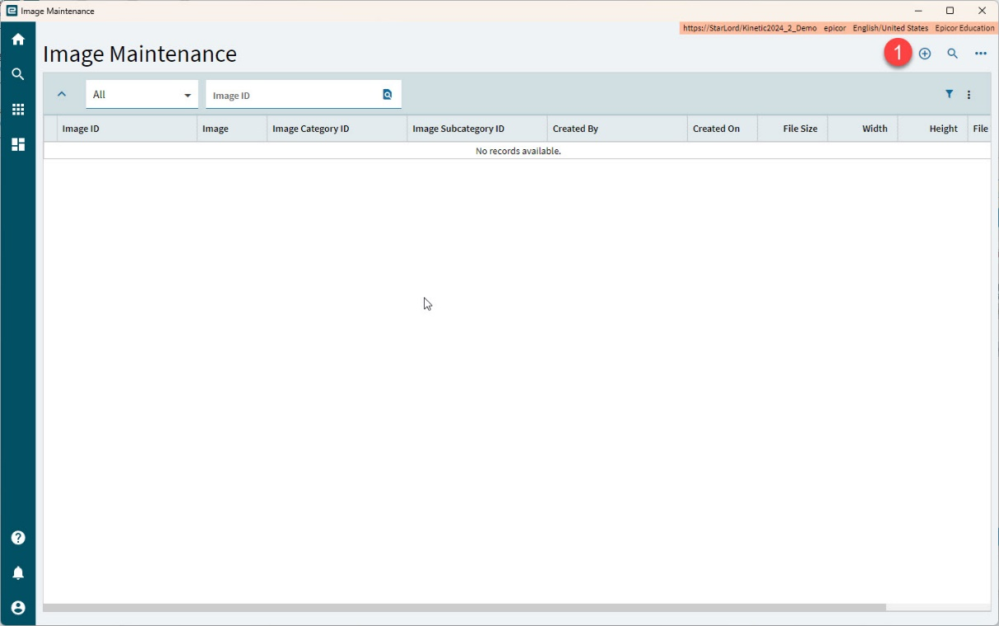 Image Maintenance
https://StarLord/Kinetic2024_2_Demo epicor English/United States Epicor Education
Image Maintenance
1
All
Image ID
Image ID Image Image Category ID Image Subcategory ID Created By Created On File Size Width Height File
No records available.